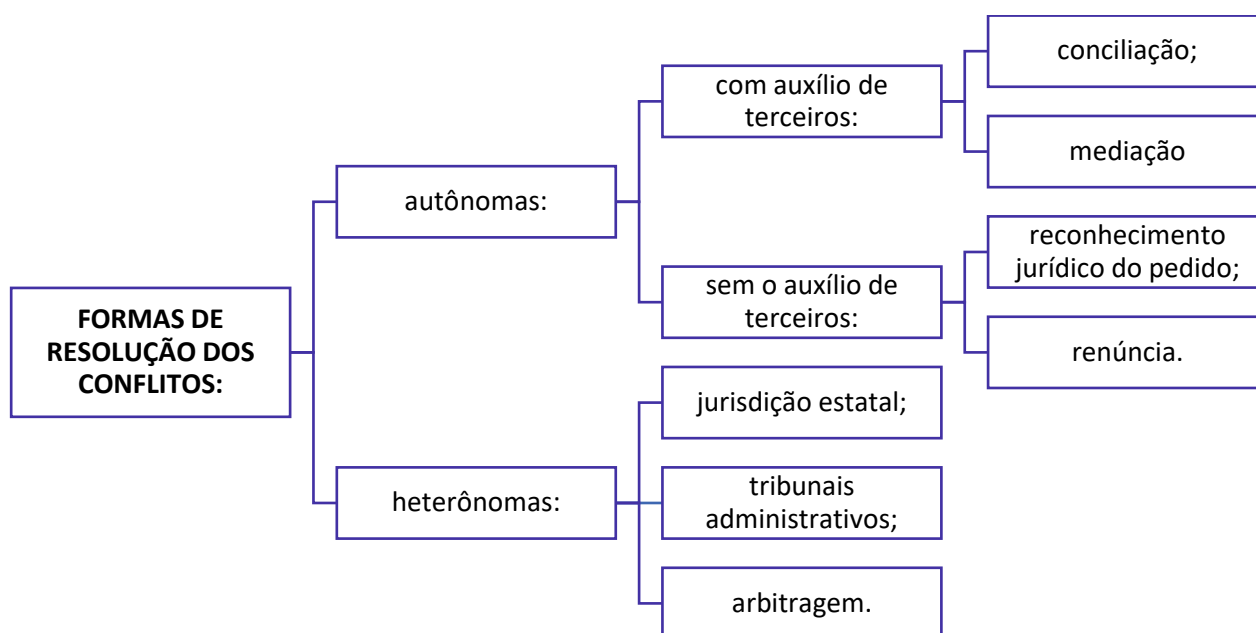 FORMAS DE
RESOLUÇÃO DOS
CONFLITOS:
autônomas:
com auxílio de
terceiros:
conciliação;
mediação
sem o auxílio de
terceiros:
reconhecimento
jurídico do pedido;
renúncia.
heterônomas:
jurisdição estatal;
tribunais
administrativos;
arbitragem.